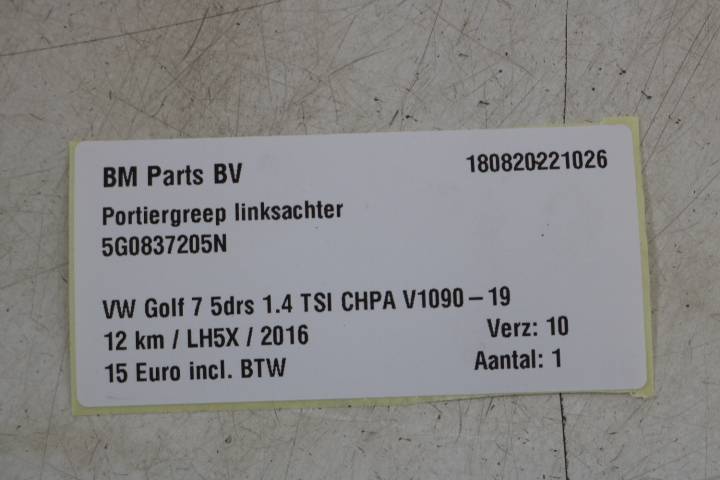 BM Parts BV 180820221026
Portiergreep linksachter
5G0837205N
VW Golf 7 5drs 1.4 TSI CHPA V1090-19
12 km / LH5X / 2016 Verz: 10
15 Euro incl. BTW Aantal: 1